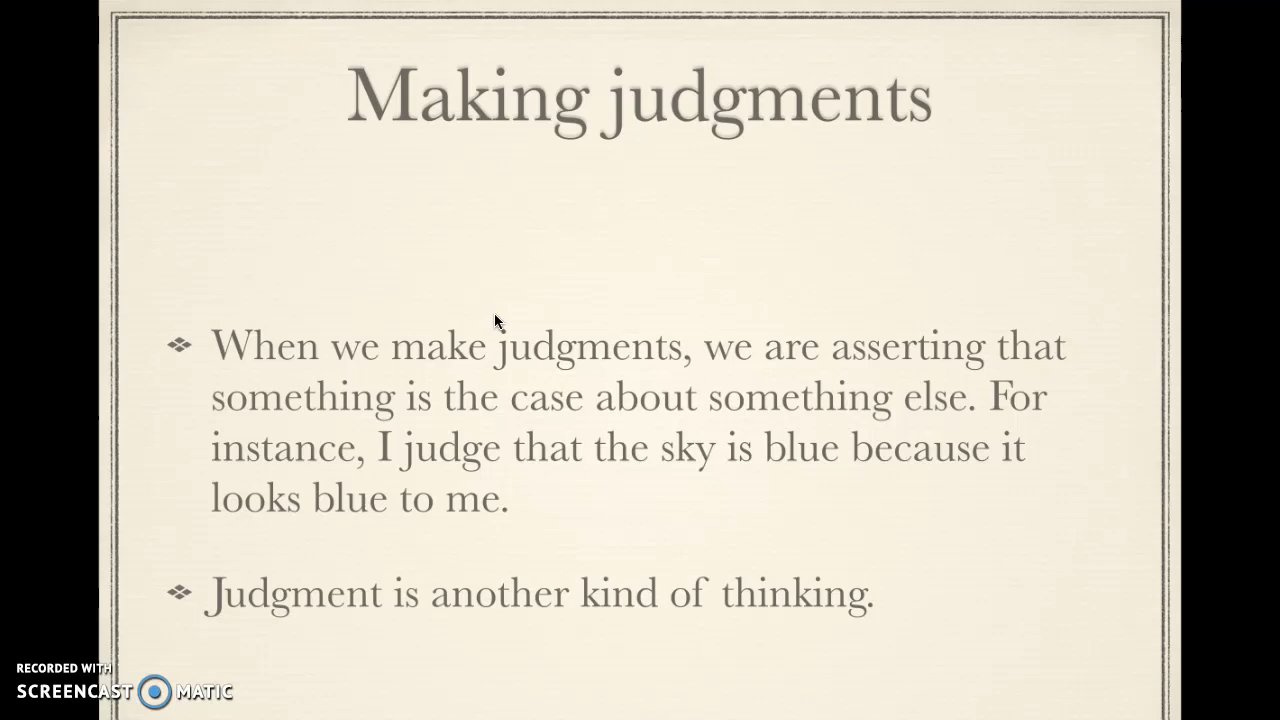 Making judgments
When we make judgments, we are asserting that
something is the case about something else. For
instance, I judge that the sky is blue because it
looks blue to me.
Judgment is another kind of thinking.
RECORDED WITH
SCREENCAST MATIC